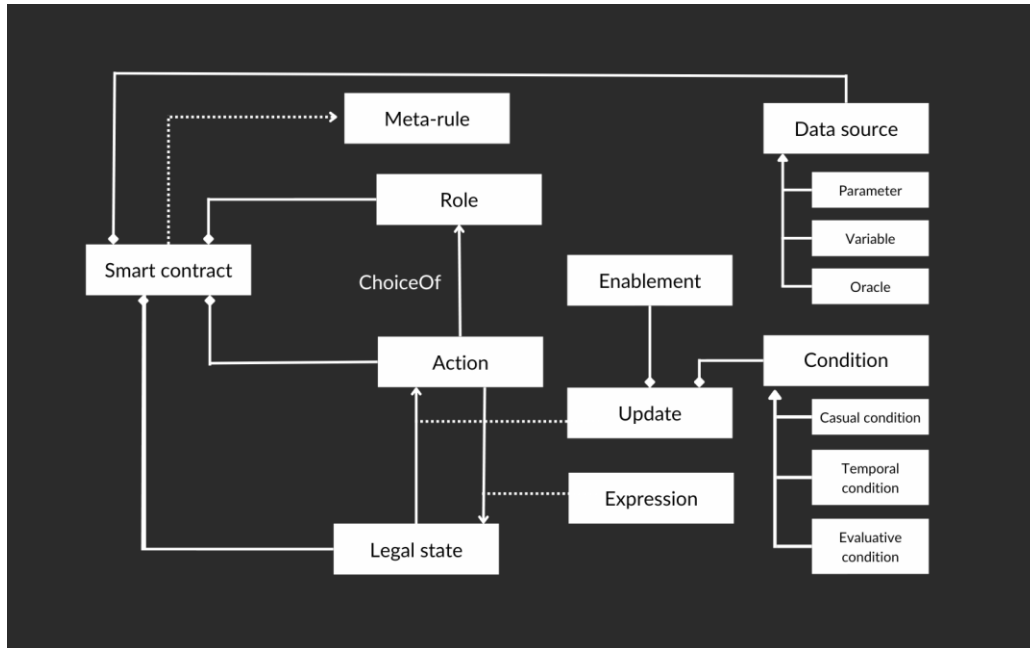 Meta-rule
Data source
Role
Parameter
Variable
Smart contract
Oracle
ChoiceOf
Enablement
Action
Condition
Update
Casual condition
Temporal
condition
Expression
Legal state
Evaluative
condition